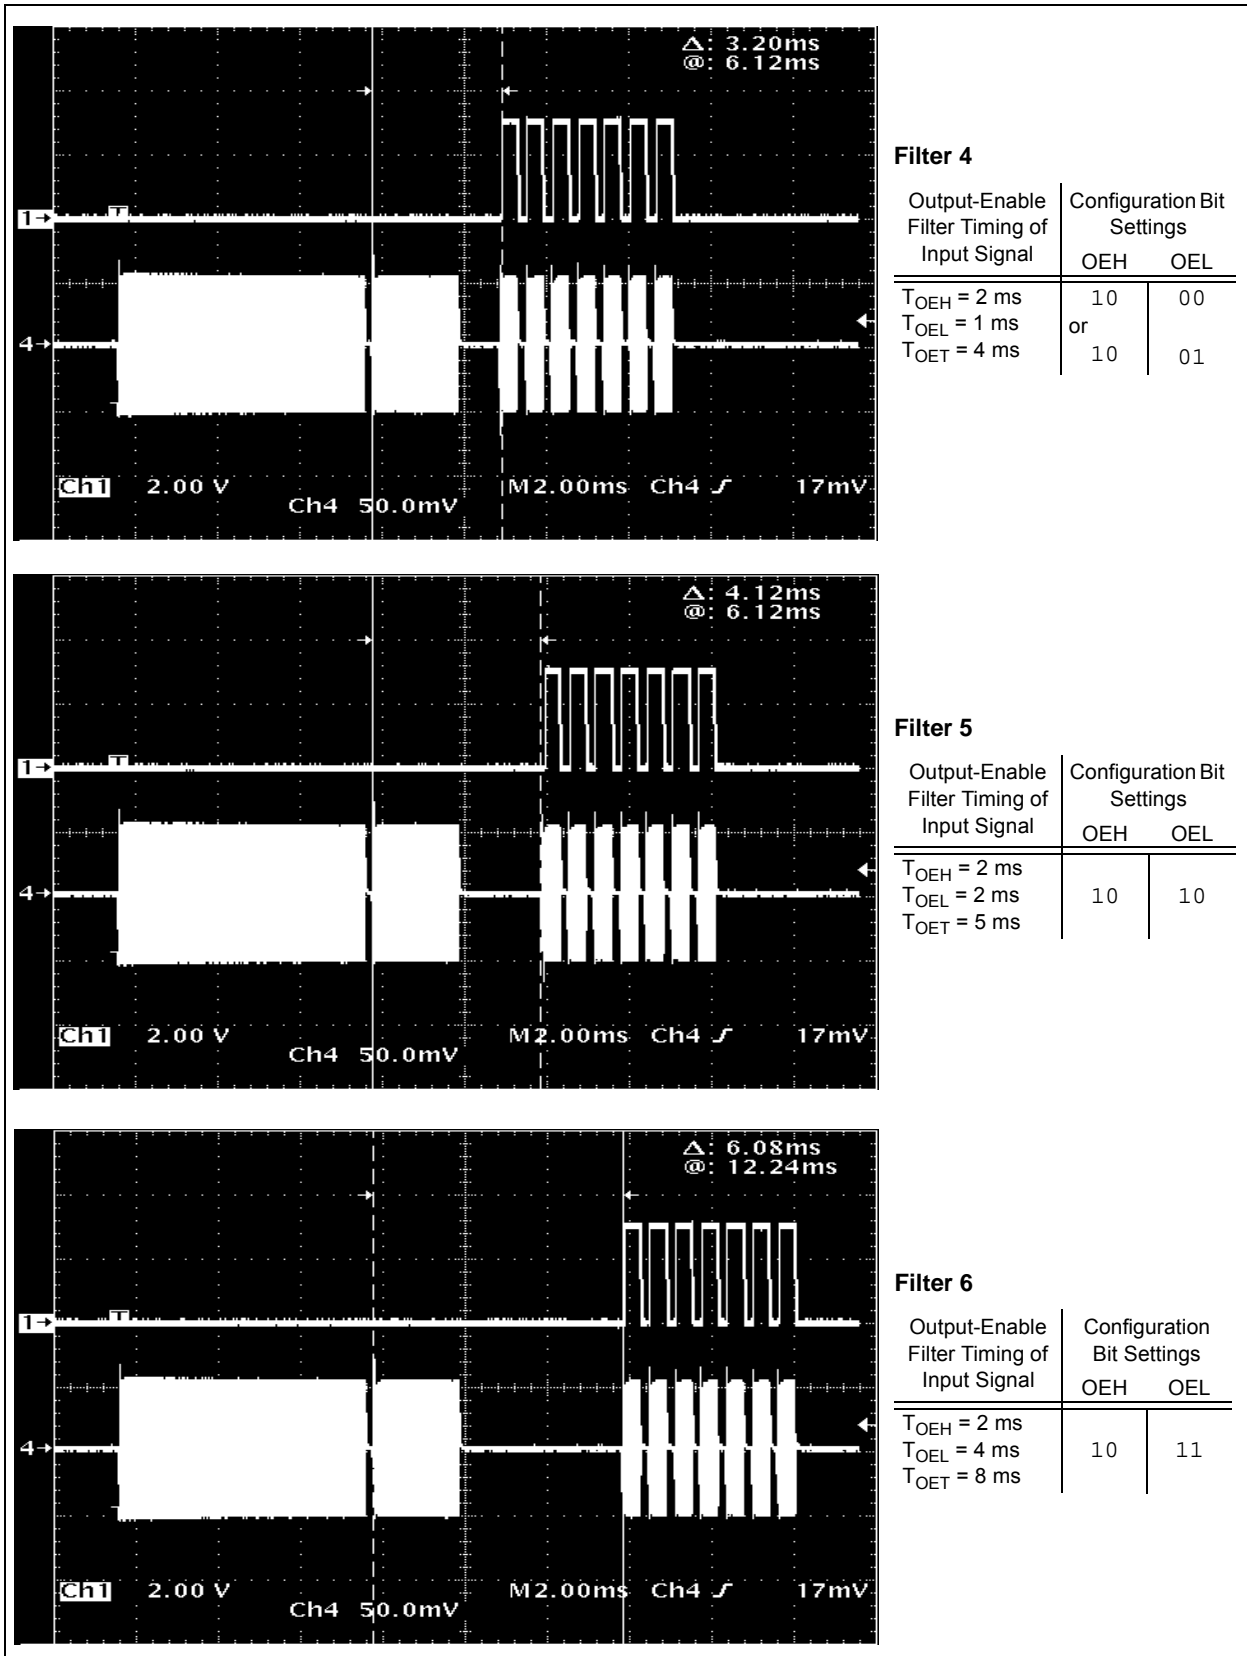 Δ: 3.20ms
@: 6.12ms
T
1→
4→
Ch1 2.00 V
Ch4 50.0mV
M2.00ms Ch4 17mV
Filter 4
Output-Enable Filter Timing of Input Signal
Configuration Bit Settings
OEH OEL
TOEH = 2 ms 10 00
TOEL = 1 ms or
TOET = 4 ms 10 01
Δ: 4.12ms
@: 6.12ms
T
1→
4→
Ch1 2.00 V
Ch4 50.0mV
M2.00ms Ch4 17mV
Filter 5
Output-Enable Filter Timing of Input Signal
Configuration Bit Settings
OEH OEL
TOEH = 2 ms
TOEL = 2 ms 10 10
TOET = 5 ms
Δ: 6.08ms
@: 12.24ms
T
1→
4→
Ch1 2.00 V
Ch4 50.0mV
M2.00ms Ch4 17mV
Filter 6
Output-Enable Filter Timing of Input Signal
Configuration Bit Settings
OEH OEL
TOEH = 2 ms
TOEL = 4 ms 10 11
TOET = 8 ms